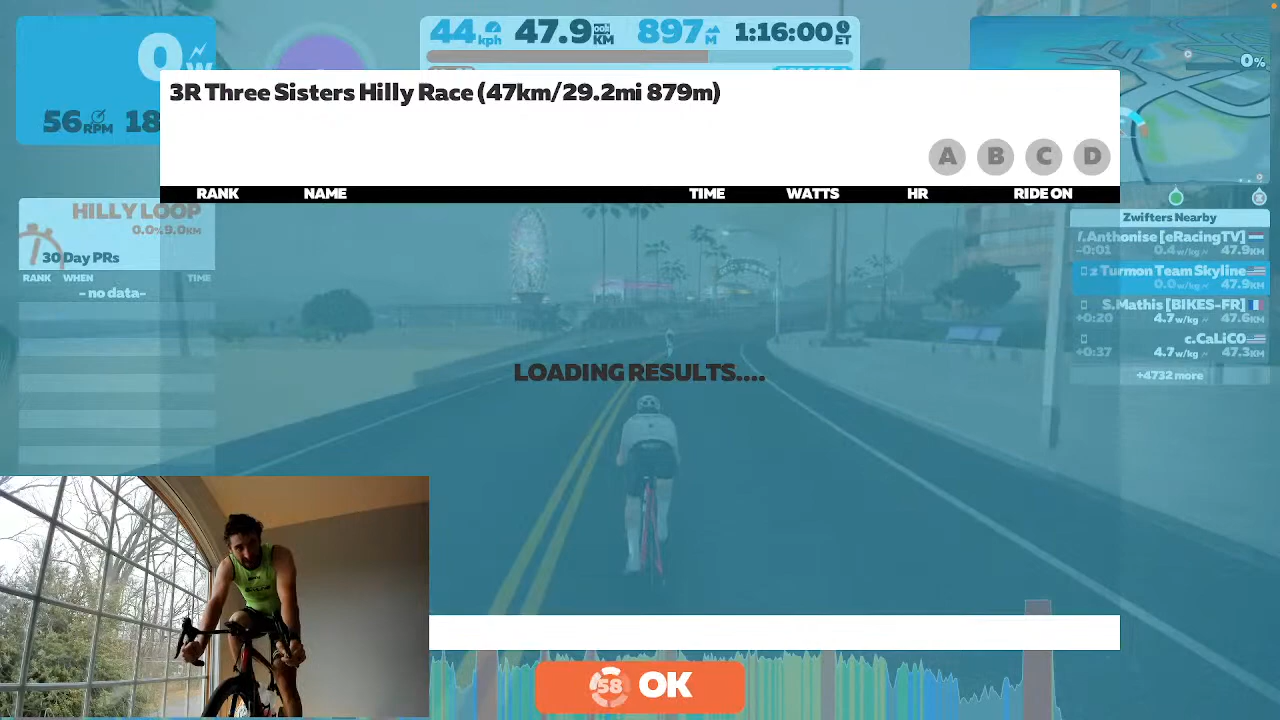 44 kph 47.9 KM 897 M 1:16:00 ET
0 W
56 RPM 18
0%
3R Three Sisters Hilly Race (47km/29.2mi 879m)
A B C D
RANK NAME TIME WATTS HR RIDE ON
HILLY LOOP
0.0% 9.0KM
30 Day PRs
RANK WHEN TIME
- no data-
Zwifters Nearby
.Anthonise [eRacingTV]
-0:01 0.4 w/kg 47.9KM
z Turmon Team Skyline
0.0 w/kg 47.9KM
S.Mathis [BIKES-FR]
+0:20 4.7 w/kg 47.6KM
c.CaLiC0
+0:37 4.7 w/kg 47.3KM
+4732 more
LOADING RESULTS....
58 OK